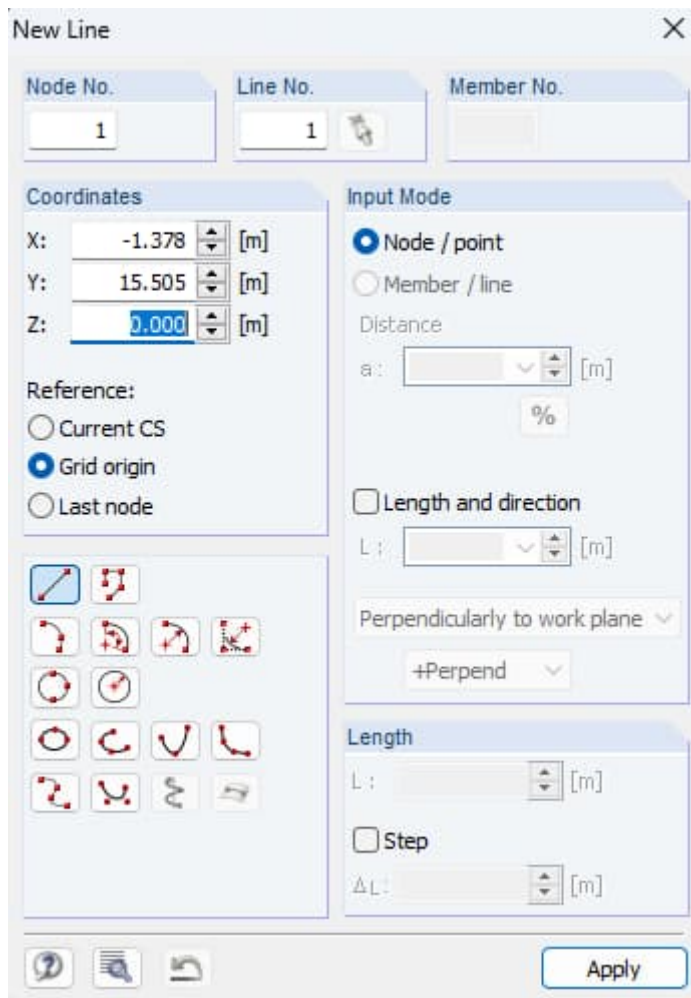 New Line
Node No.
1
Line No.
1
Member No.
Coordinates
X: -1.378 [m]
Y: 15.505 [m]
Z: 0.000 [m]
Reference:
Current CS
Grid origin
Last node
Input Mode
Node / point
Member / line
Distance
a: [m]
%
Length and direction
L: [m]
Perpendicularly to work plane
+Perpend
Length
L: [m]
Step
ΔL: [m]
Apply